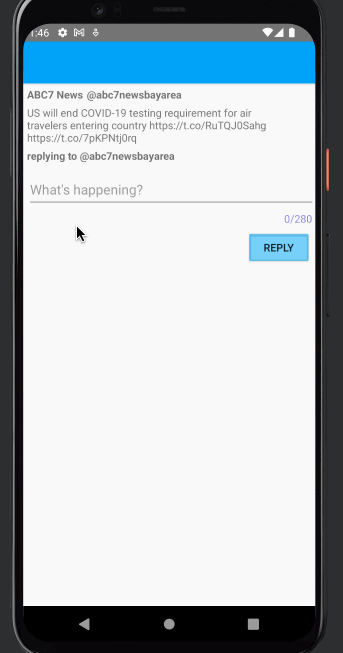 1:46
ABC7 News @abc7newsbayarea
US will end COVID-19 testing requirement for air
travelers entering country https://t.co/RuTQJ0Sahg
https://t.co/7pKPNtj0rq
replying to @abc7newsbayarea
What's happening?
0/280
REPLY